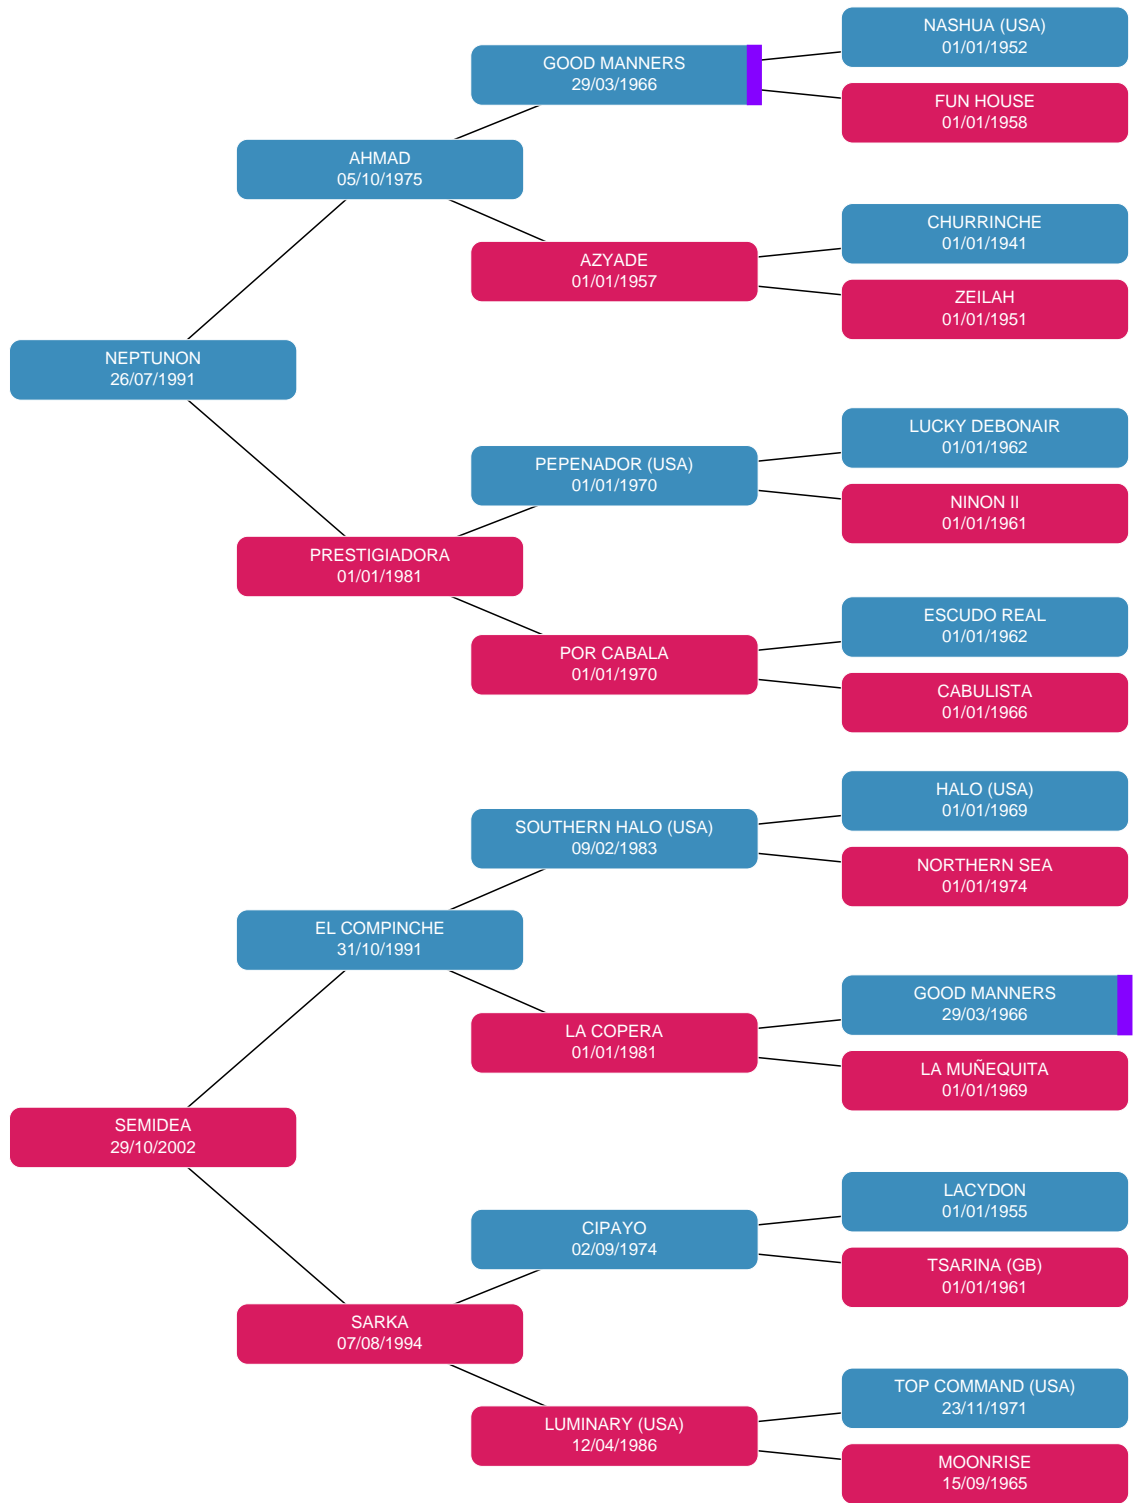 NASHUA (USA)
01/01/1952
GOOD MANNERS
29/03/1966
FUN HOUSE
01/01/1958
AHMAD
05/10/1975
CHURRINCHE
01/01/1941
AZYADE
01/01/1957
ZEILAH
01/01/1951
NEPTUNON
26/07/1991
LUCKY DEBONAIR
01/01/1962
PEPENADOR (USA)
01/01/1970
NINON II
01/01/1961
PRESTIGIADORA
01/01/1981
ESCUDO REAL
01/01/1962
POR CABALA
01/01/1970
CABULISTA
01/01/1966
HALO (USA)
01/01/1969
SOUTHERN HALO (USA)
09/02/1983
NORTHERN SEA
01/01/1974
EL COMPINCHE
31/10/1991
GOOD MANNERS
29/03/1966
LA COPERA
01/01/1981
LA MUÑEQUITA
01/01/1969
SEMIDEA
29/10/2002
LACYDON
01/01/1955
CIPAYO
02/09/1974
TSARINA (GB)
01/01/1961
SARKA
07/08/1994
TOP COMMAND (USA)
23/11/1971
LUMINARY (USA)
12/04/1986
MOONRISE
15/09/1965